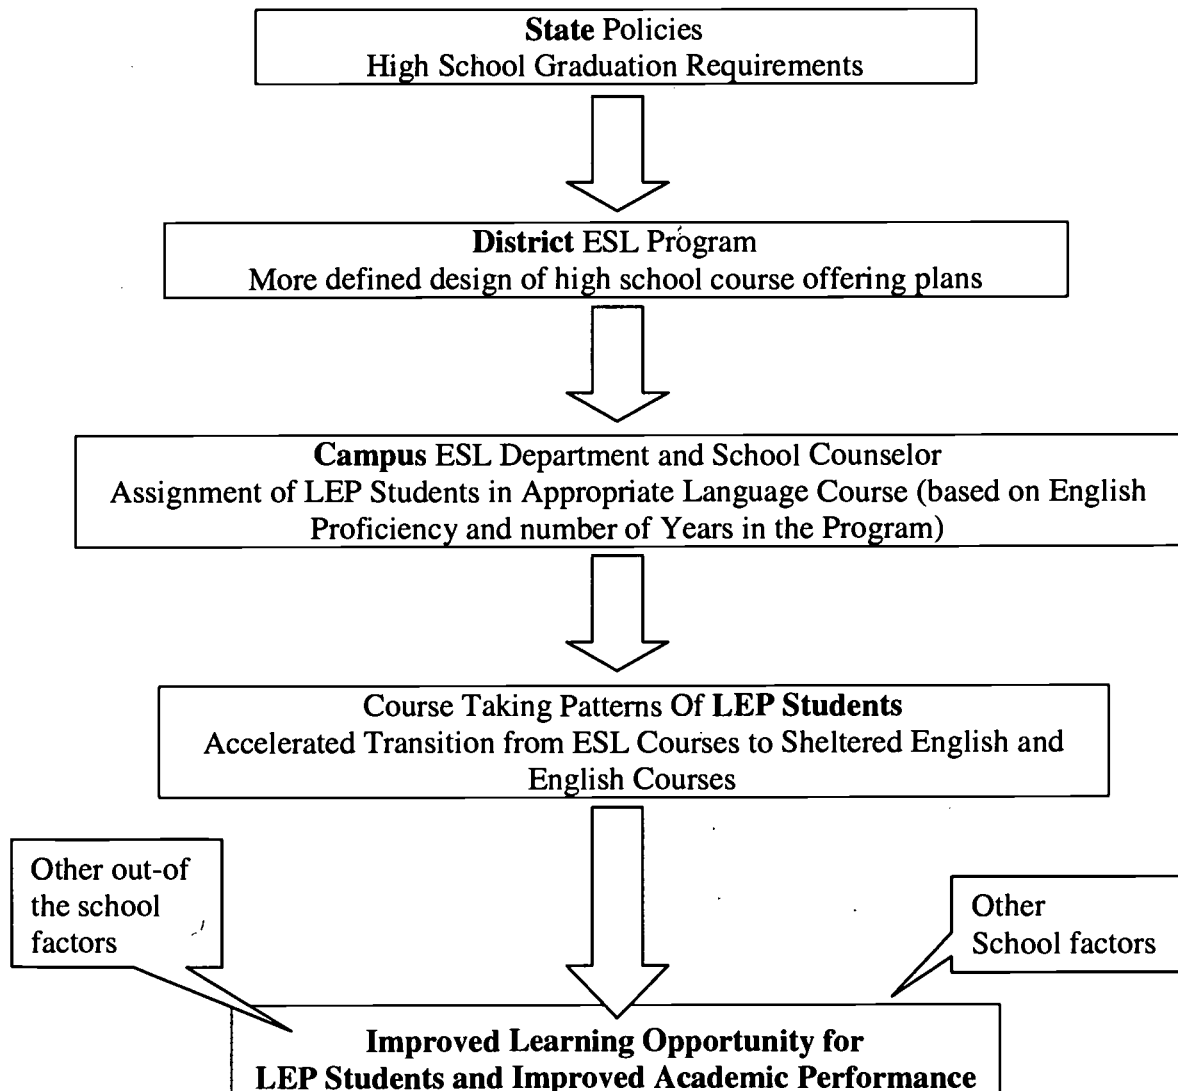 State Policies
High School Graduation Requirements
District ESL Program
More defined design of high school course offering plans
Campus ESL Department and School Counselor
Assignment of LEP Students in Appropriate Language Course (based on English
Proficiency and number of Years in the Program)
Course Taking Patterns Of LEP Students
Accelerated Transition from ESL Courses to Sheltered English and
English Courses
Other out-of
the school
factors
Other
School factors
Improved Learning Opportunity for
LEP Students and Improved Academic Performance